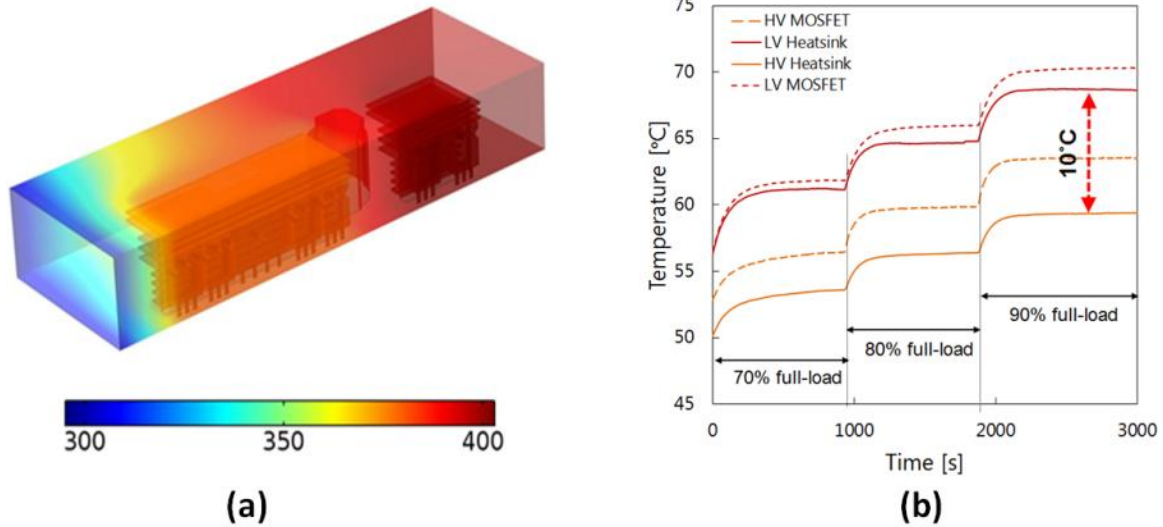 300 350 400
(a)
75
70
65
60
55
50
45
Temperature [ºC]
HV MOSFET
LV Heatsink
HV Heatsink
LV MOSFET
10˚C
70% full-load
80% full-load
90% full-load
0 1000 2000 3000
Time [s]
(b)